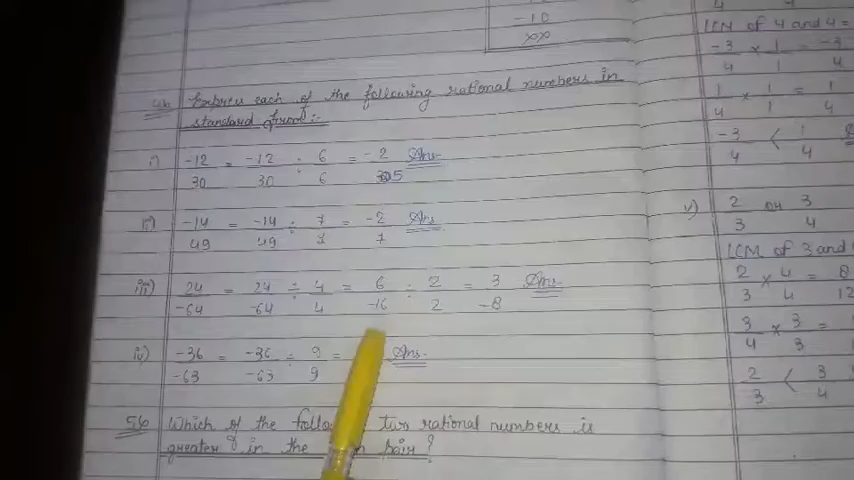 -10
xx
LCM of 4 and 4 =
-3/4 × 1/1 = -3/4
1/4 × 1/1 = 1/4
-3/4 < 1/4
v) 2/3 or 3/4
LCM of 3 and
2/3 × 4/4 = 8/12
3/4 × 3/3 =
2/3 < 3/4
Q4 Express each of the following rational numbers in
standard from:-
i) -12/30 = -12/30 ÷ 6/6 = -2/5 Ans
ii) -14/49 = -14/49 ÷ 7/7 = -2/7 Ans
iii) 24/-64 = 24/-64 ÷ 4/4 = 6/-16 ÷ 2/2 = 3/-8 Ans
iv) -36/-63 = -36/-63 ÷ 9/9 = Ans.
5Q Which of the two rational numbers is
greater in the pair?